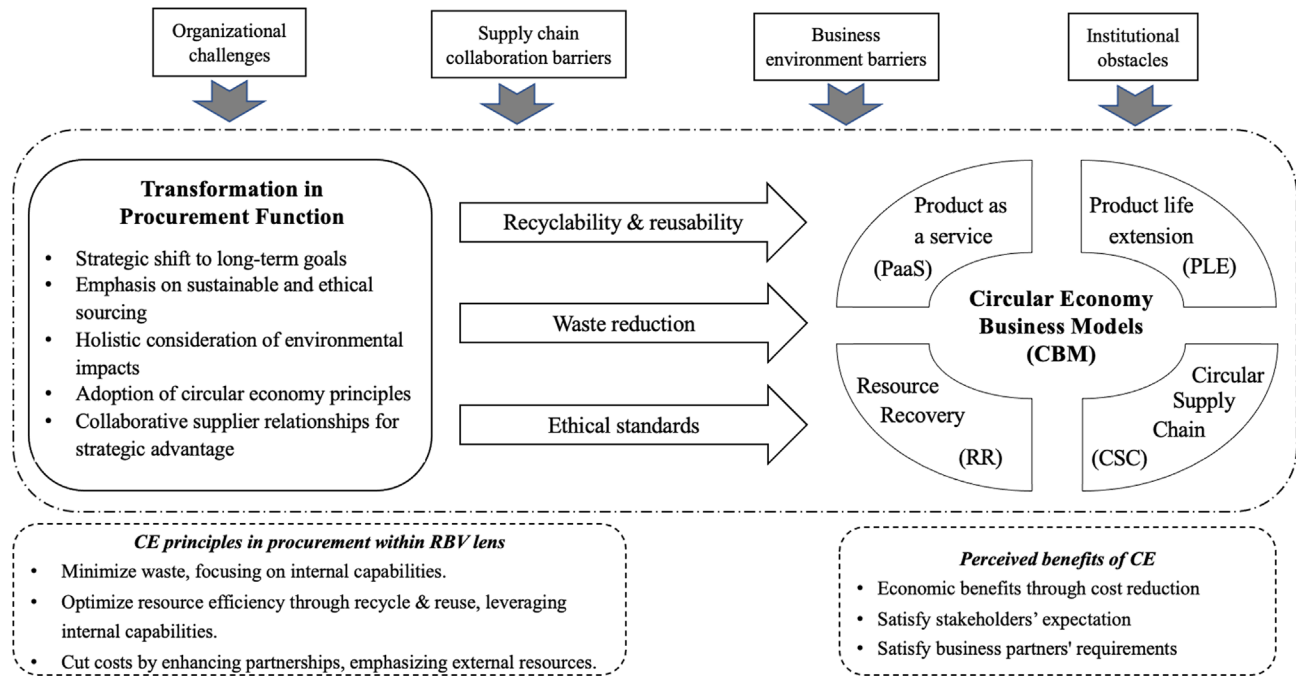 Organizational
challenges
Supply chain
collaboration barriers
Business
environment barriers
Institutional
obstacles
Transformation in
Procurement Function
• Strategic shift to long-term goals
• Emphasis on sustainable and ethical
sourcing
• Holistic consideration of environmental
impacts
• Adoption of circular economy principles
• Collaborative supplier relationships for
strategic advantage
Recyclability & reusability
Waste reduction
Ethical standards
Product as
a service
(PaaS)
Product life
extension
(PLE)
Circular Economy
Business Models
(CBM)
Resource
Recovery
(RR)
Circular
Supply
Chain
(CSC)
CE principles in procurement within RBV lens
• Minimize waste, focusing on internal capabilities.
• Optimize resource efficiency through recycle & reuse, leveraging
internal capabilities.
• Cut costs by enhancing partnerships, emphasizing external resources.
Perceived benefits of CE
• Economic benefits through cost reduction
• Satisfy stakeholders’ expectation
• Satisfy business partners' requirements